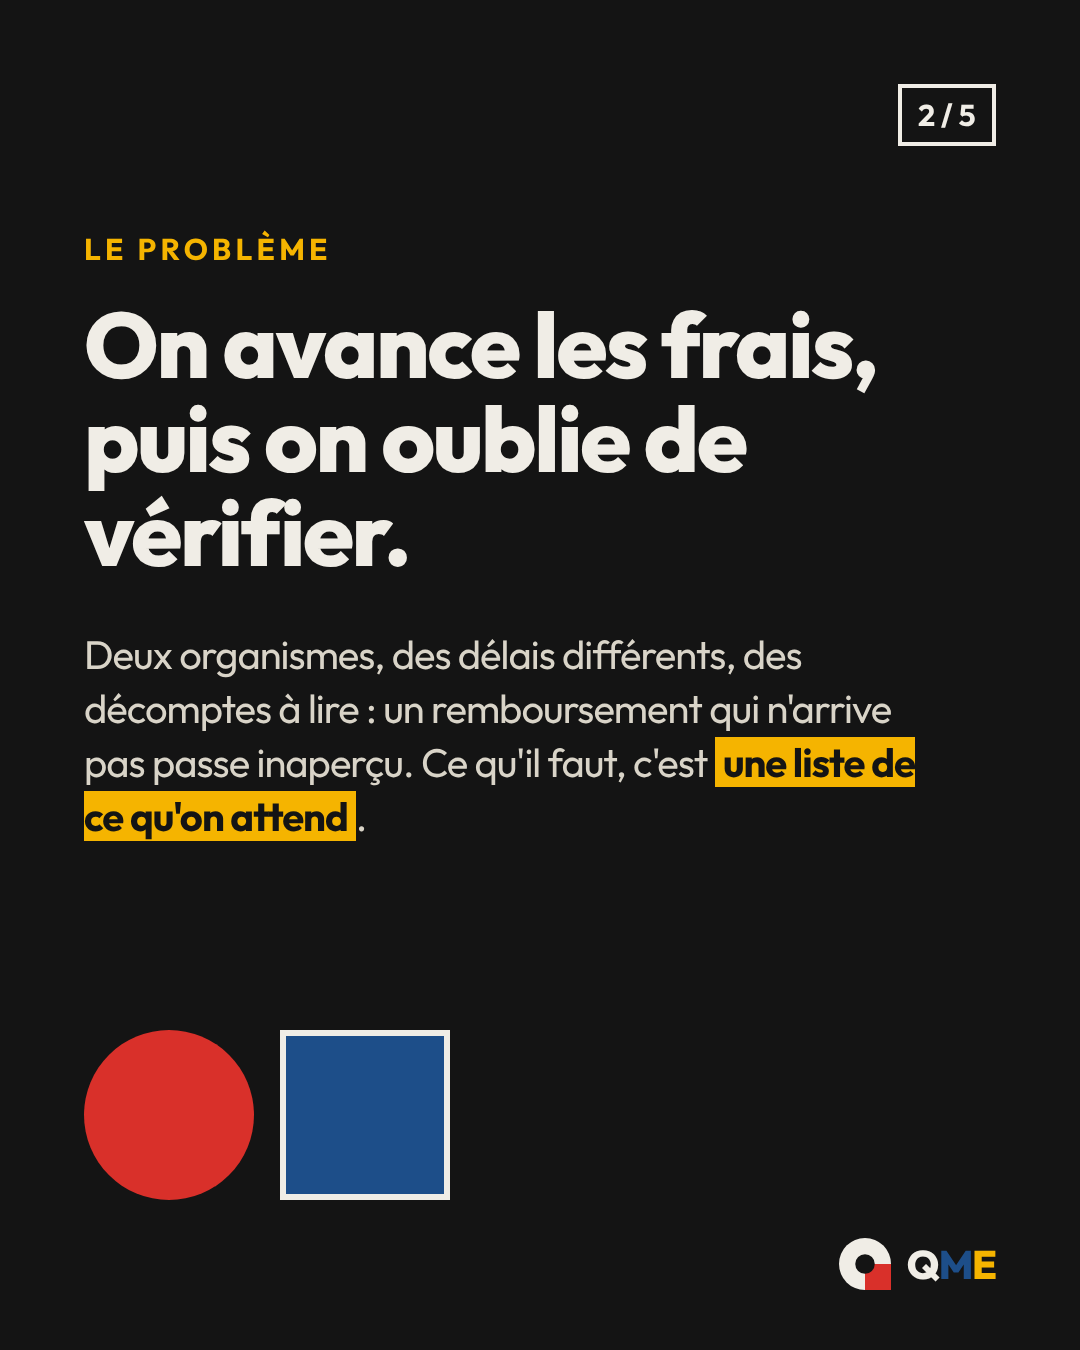 2 / 5
LE PROBLÈME
On avance les frais,
puis on oublie de
vérifier.
Deux organismes, des délais différents, des
décomptes à lire : un remboursement qui n'arrive
pas passe inaperçu. Ce qu'il faut, c'est une liste de
ce qu'on attend .
QME